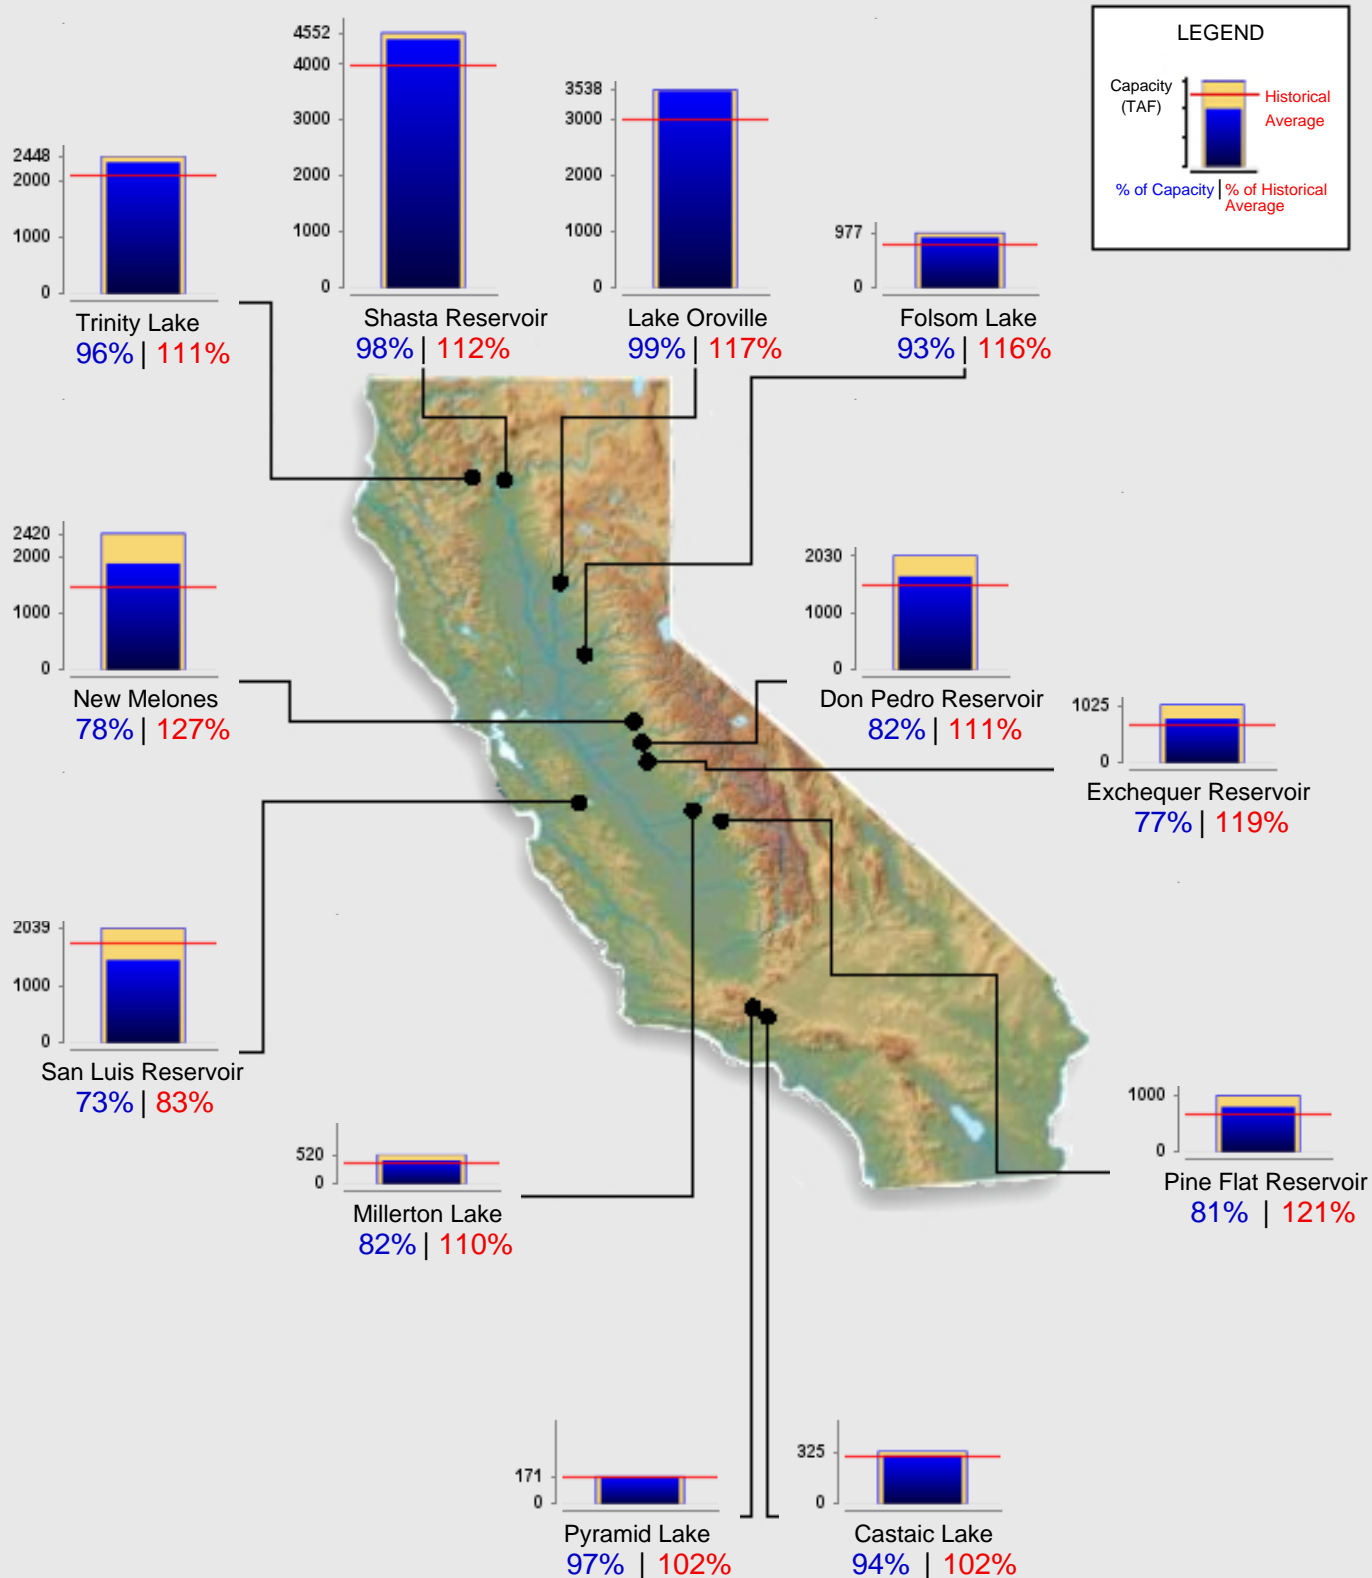 LEGEND
Capacity
(TAF)
Historical
Average
% of Capacity | % of Historical
Average
4552
4000
3000
2000
1000
0
Shasta Reservoir
98% | 112%
3538
3000
2000
1000
0
Lake Oroville
99% | 117%
2448
2000
1000
0
Trinity Lake
96% | 111%
977
0
Folsom Lake
93% | 116%
2420
2000
1000
0
New Melones
78% | 127%
2030
1000
0
Don Pedro Reservoir
82% | 111%
1025
0
Exchequer Reservoir
77% | 119%
2039
1000
0
San Luis Reservoir
73% | 83%
520
0
Millerton Lake
82% | 110%
1000
0
Pine Flat Reservoir
81% | 121%
171
0
Pyramid Lake
97% | 102%
325
0
Castaic Lake
94% | 102%